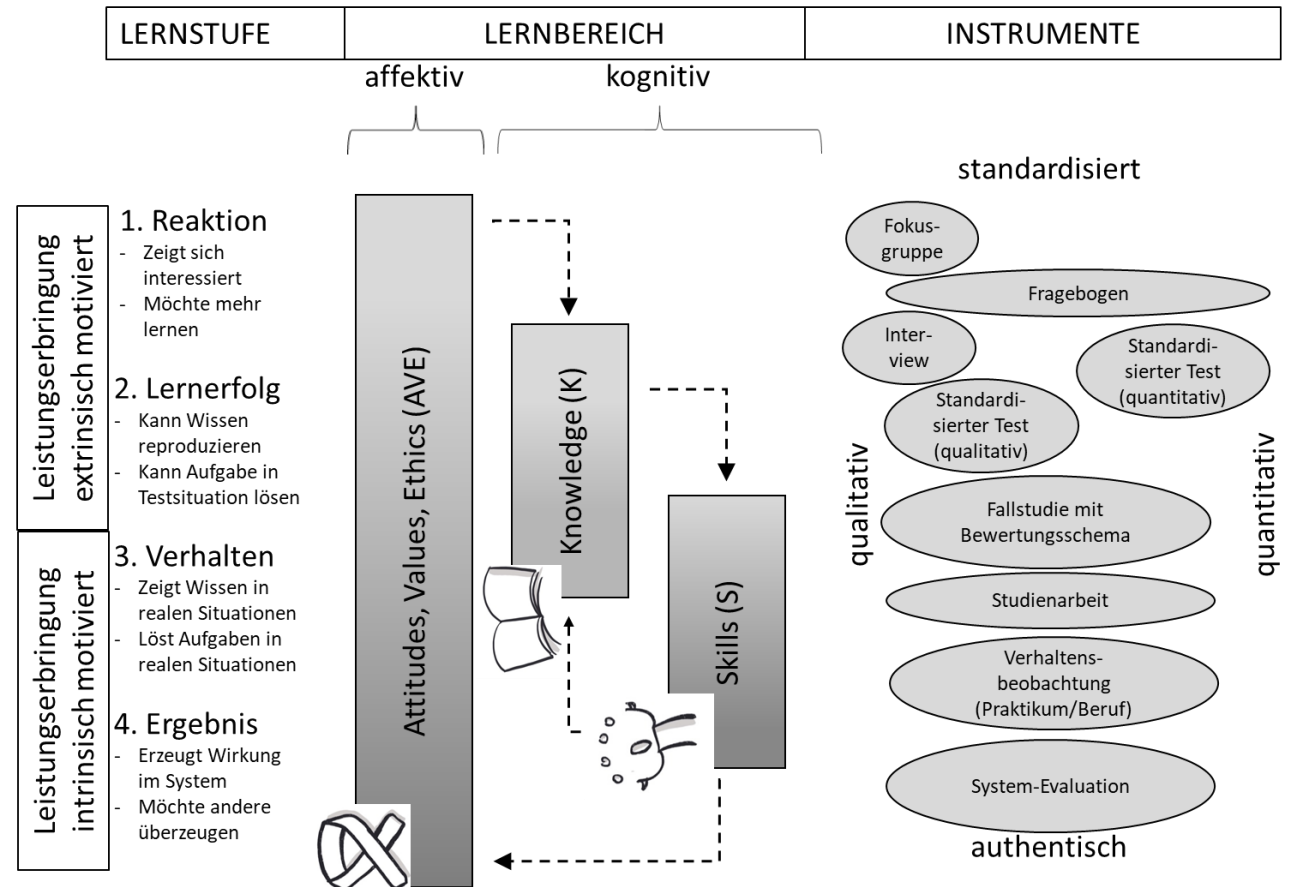 LERNSTUFE
LERNBEREICH
INSTRUMENTE
affektiv
kognitiv
Leistungserbringung
extrinsisch motiviert
1. Reaktion
- Zeigt sich
interessiert
- Möchte mehr
lernen
2. Lernerfolg
- Kann Wissen
reproduzieren
- Kann Aufgabe in
Testsituation lösen
Leistungserbringung
intrinsisch motiviert
3. Verhalten
- Zeigt Wissen in
realen Situationen
- Löst Aufgaben in
realen Situationen
4. Ergebnis
- Erzeugt Wirkung
im System
- Möchte andere
überzeugen
Attitudes, Values, Ethics (AVE)
Knowledge (K)
Skills (S)
standardisiert
Fokus-
gruppe
Fragebogen
Inter-
view
Standardi-
sierter Test
(quantitativ)
Standardi-
sierter Test
(qualitativ)
qualitativ
quantitativ
Fallstudie mit
Bewertungsschema
Studienarbeit
Verhaltens-
beobachtung
(Praktikum/Beruf)
System-Evaluation
authentisch